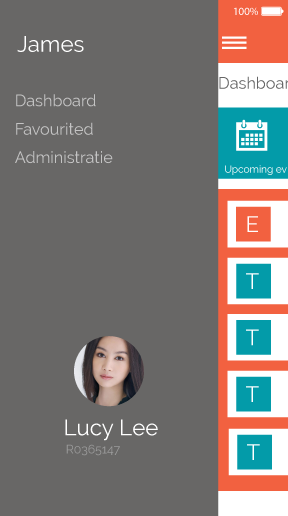 100%
James
Dashboard
Favourited
Administratie
Lucy Lee
R0365147
Dashboar
Upcoming ev
E
T
T
T
T